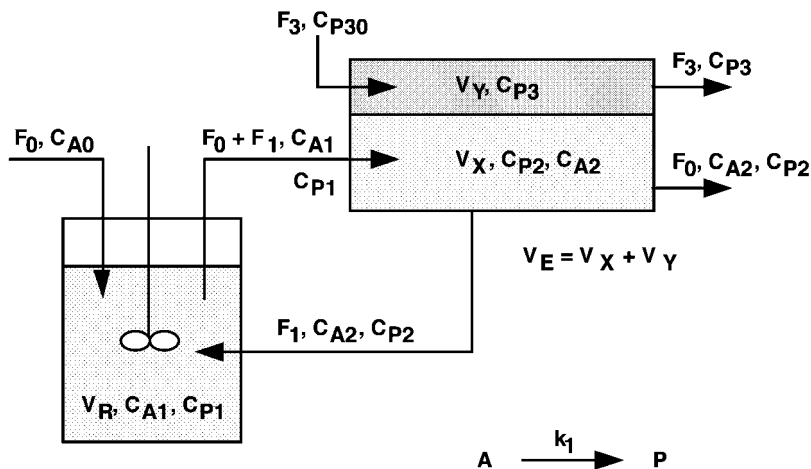 F3, CP30
F3, CP3
VY, CP3
F0, CA0
F0 + F1, CA1
CP1
VX, CP2, CA2
F0, CA2, CP2
VE = VX + VY
F1, CA2, CP2
VR, CA1, CP1
A k1 P